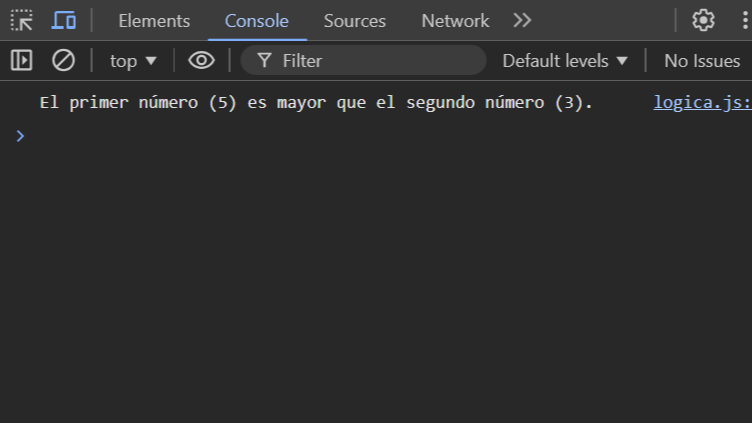 Elements Console Sources Network
top Filter Default levels No Issues
El primer número (5) es mayor que el segundo número (3). logica.js: